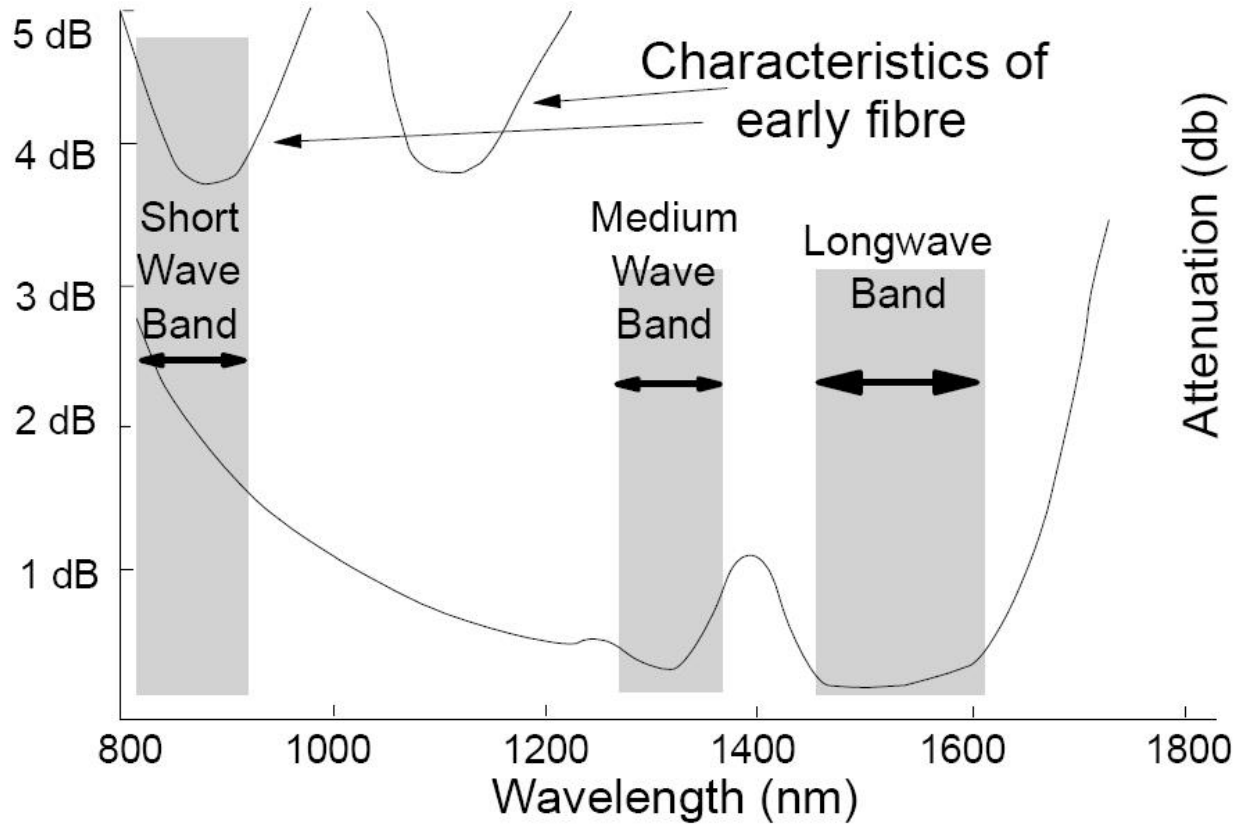 5 dB
4 dB
3 dB
2 dB
1 dB
Characteristics of
early fibre
Short
Wave
Band
Medium
Wave
Band
Longwave
Band
Attenuation (db)
800 1000 1200 1400 1600 1800
Wavelength (nm)